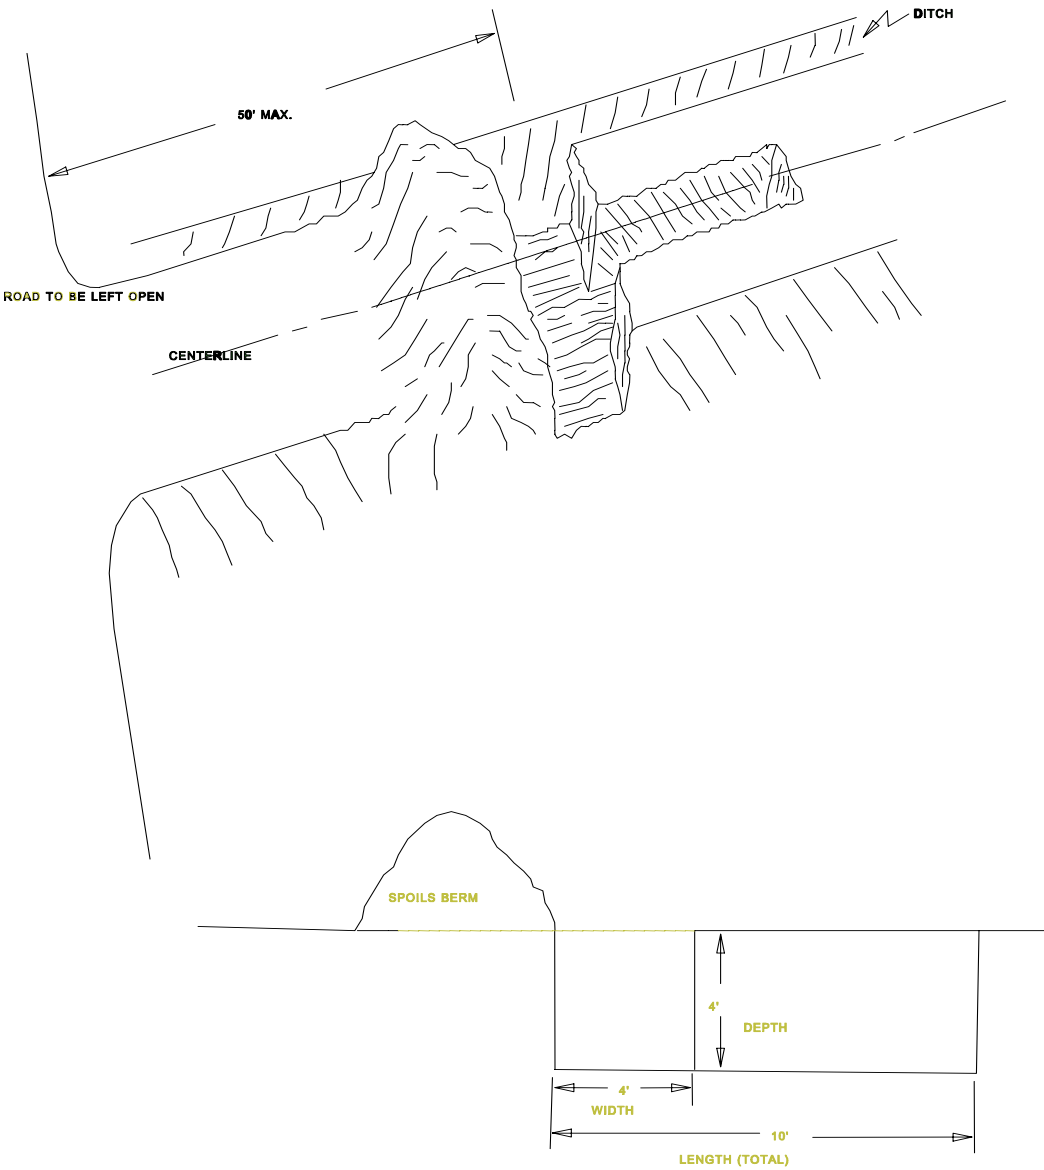 DITCH
50' MAX.
ROAD TO BE LEFT OPEN
CENTERLINE
SPOILS BERM
4'
DEPTH
4'
WIDTH
10'
LENGTH (TOTAL)